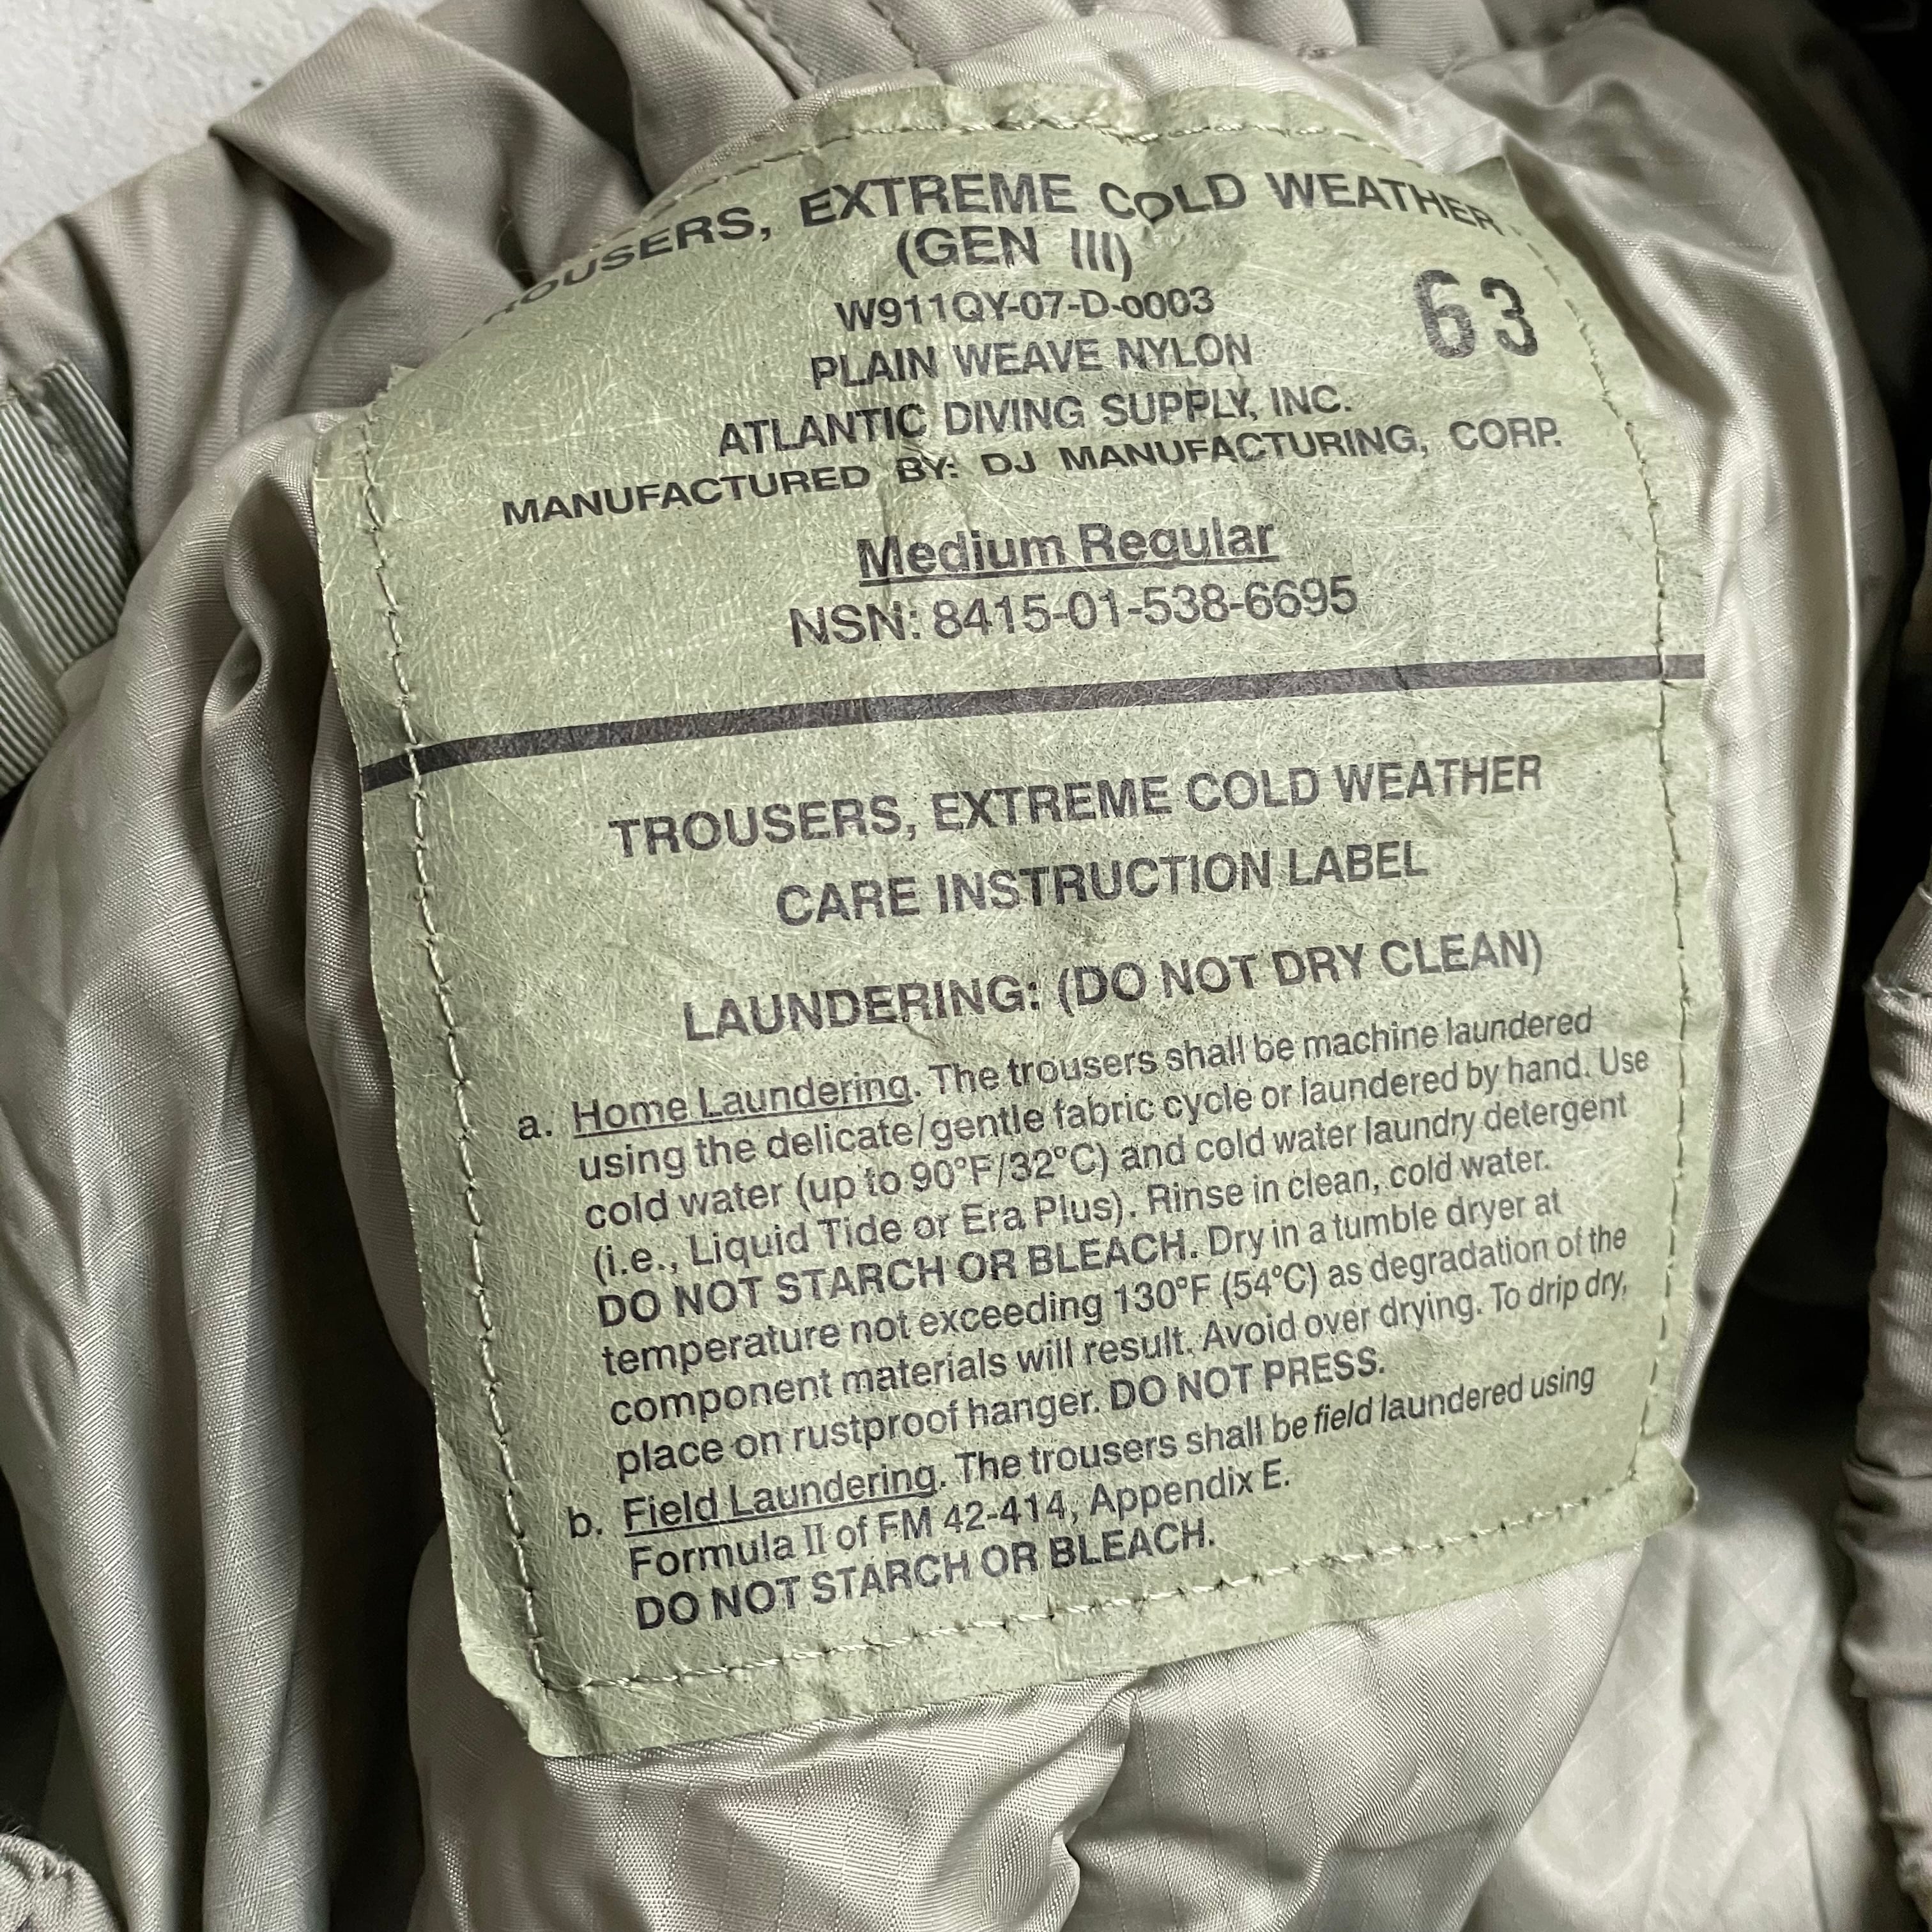 TROUSERS, EXTREME COLD WEATHER
(GEN III)
W911QY-07-D-0003
63
PLAIN WEAVE NYLON
ATLANTIC DIVING SUPPLY, INC.
MANUFACTURED BY: DJ MANUFACTURING, CORP.
Medium Regular
NSN: 8415-01-538-6695
TROUSERS, EXTREME COLD WEATHER
CARE INSTRUCTION LABEL
LAUNDERING: (DO NOT DRY CLEAN)
a. Home Laundering. The trousers shall be machine laundered
using the delicate/gentle fabric cycle or laundered by hand. Use
cold water (up to 90°F/32°C) and cold water laundry detergent
(i.e., Liquid Tide or Era Plus). Rinse in clean, cold water.
DO NOT STARCH OR BLEACH. Dry in a tumble dryer at
temperature not exceeding 130°F (54°C) as degradation of the
component materials will result. Avoid over drying. To drip dry,
place on rustproof hanger. DO NOT PRESS.
b. Field Laundering. The trousers shall be field laundered using
Formula II of FM 42-414, Appendix E.
DO NOT STARCH OR BLEACH.